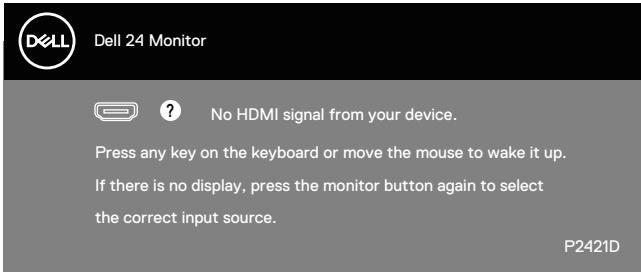 DELL
Dell 24 Monitor
? No HDMI signal from your device.
Press any key on the keyboard or move the mouse to wake it up.
If there is no display, press the monitor button again to select
the correct input source.
P2421D